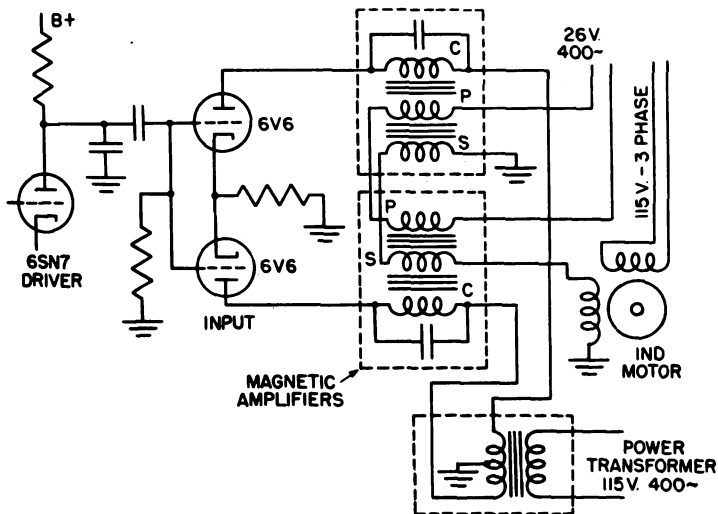 B+
6V6
6SN7
DRIVER
6V6
INPUT
C
P
S
P
S
C
26V.
400~
115V.-3 PHASE
IND
MOTOR
MAGNETIC
AMPLIFIERS
POWER
TRANSFORMER
115V. 400~